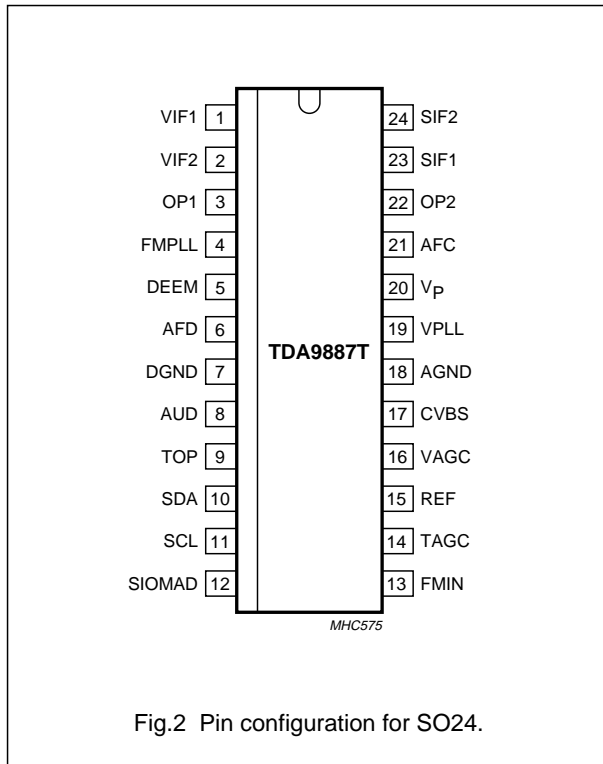 VIF1 1 24 SIF2
VIF2 2 23 SIF1
OP1 3 22 OP2
FMPLL 4 21 AFC
DEEM 5 20 VP
AFD 6 19 VPLL
TDA9887T
DGND 7 18 AGND
AUD 8 17 CVBS
TOP 9 16 VAGC
SDA 10 15 REF
SCL 11 14 TAGC
SIOMAD 12 13 FMIN
MHC575
Fig.2 Pin configuration for SO24.